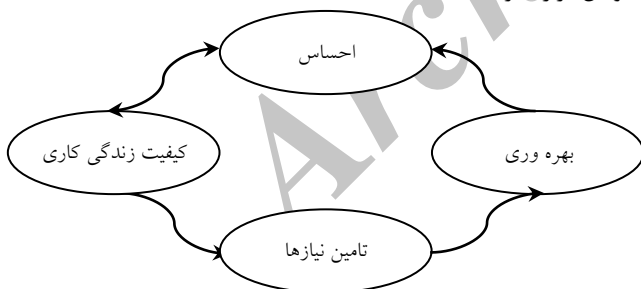 احساس
کیفیت زندگی کاری
بهره وری
تامین نیازها